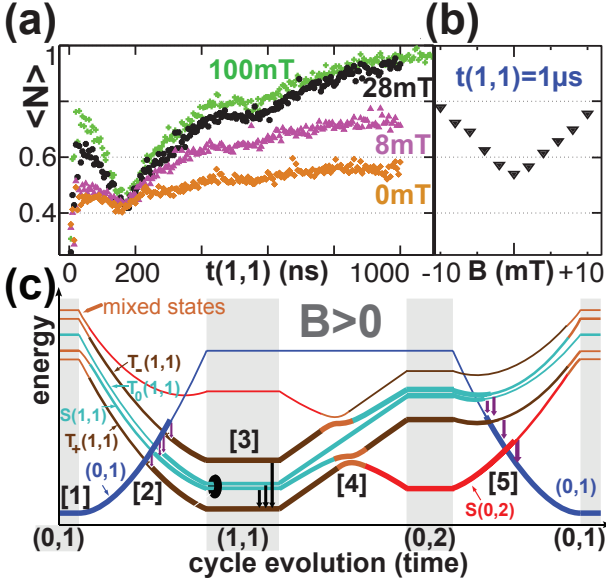 (a)
(b)
<N>
1
0.6
0.4
100mT
28mT
8mT
0mT
t(1,1)=1µs
0
200
t(1,1) (ns)
1000
-10
B (mT)
+10
(c)
B>0
energy
mixed states
T_(1,1)
T0(1,1)
S(1,1)
T+(1,1)
(0,1)
[1]
[2]
[3]
[4]
[5]
S(0,2)
(0,1)
(0,1)
(1,1)
(0,2)
(0,1)
cycle evolution (time)